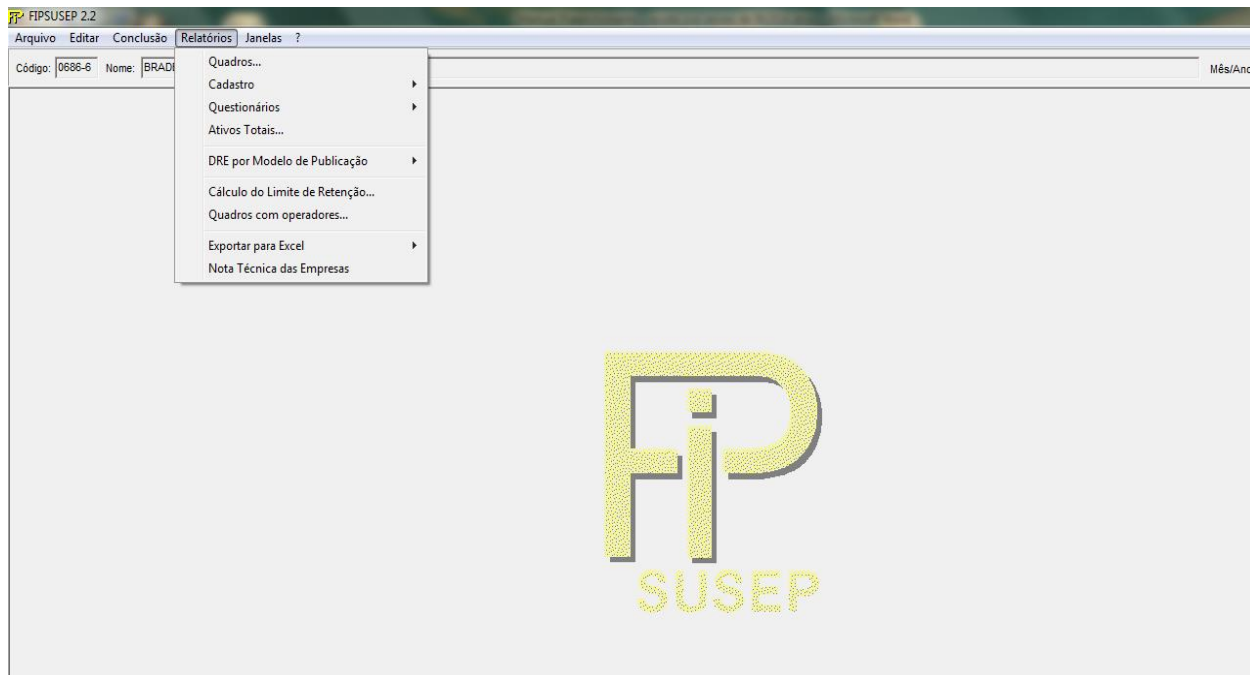 FIPSUSEP 2.2
Arquivo Editar Conclusão Relatórios Janelas ?
Código: 0686-6 Nome: BRADE Mês/Ano
Quadros...
Cadastro
Questionários
Ativos Totais...
DRE por Modelo de Publicação
Cálculo do Limite de Retenção...
Quadros com operadores...
Exportar para Excel
Nota Técnica das Empresas
FiP
SUSEP